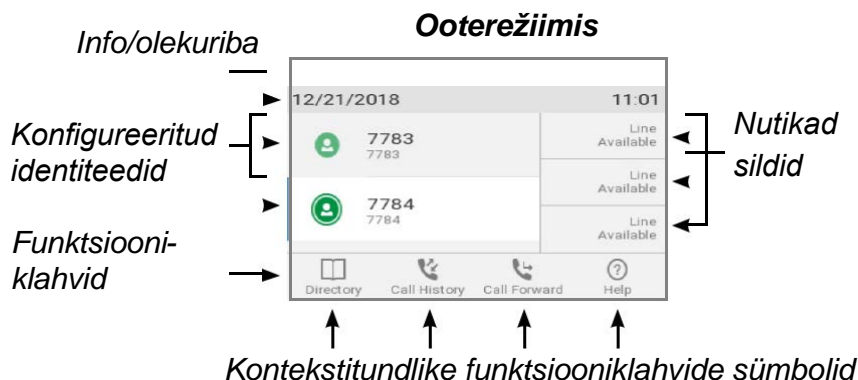 Ooterežiimis
Info/olekuriba
12/21/2018 11:01
Konfigureeritud
identiteedid
7783
7783
7784
7784
Line
Available
Line
Available
Line
Available
Nutikad
sildid
Funktsiooni-
klahvid
Directory Call History Call Forward Help
Kontekstitundlike funktsiooniklahvide sümbolid